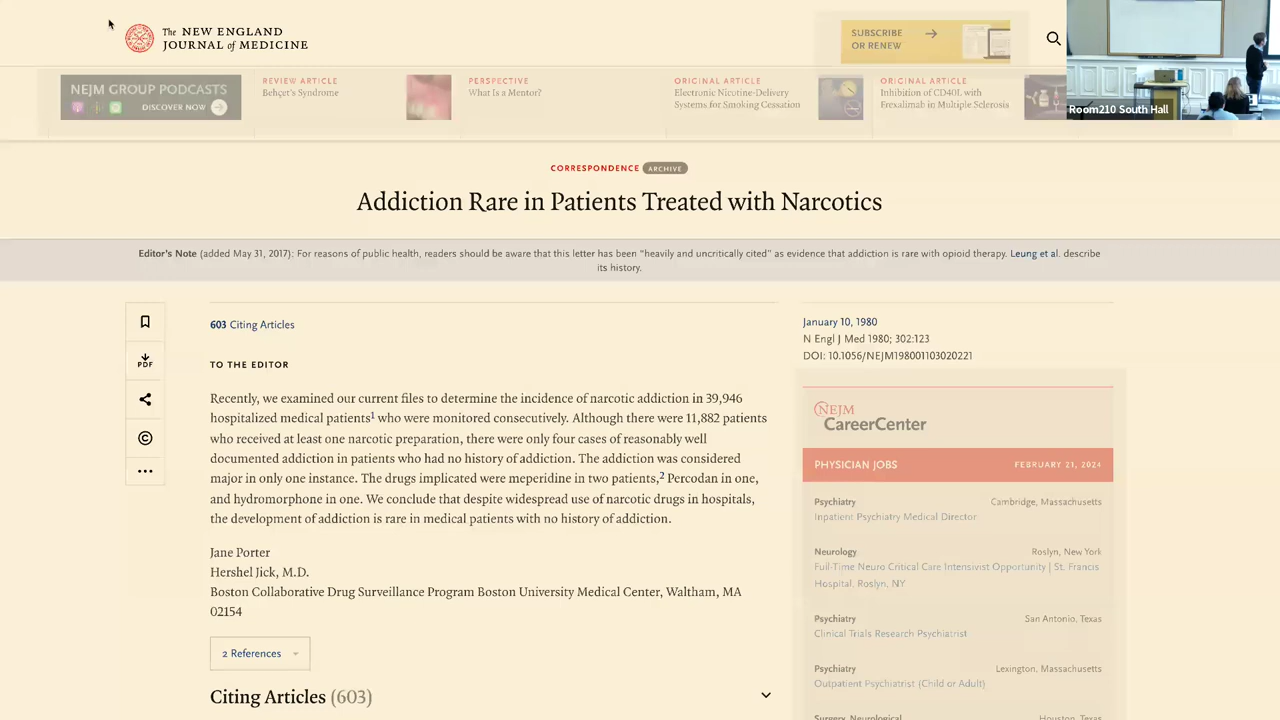 The NEW ENGLAND
JOURNAL of MEDICINE
SUBSCRIBE
OR RENEW
Room210 South Hall
NEJM GROUP PODCASTS
DISCOVER NOW
REVIEW ARTICLE
Behçet's Syndrome
PERSPECTIVE
What Is a Mentor?
ORIGINAL ARTICLE
Electronic Nicotine-Delivery
Systems for Smoking Cessation
ORIGINAL ARTICLE
Inhibition of CD40L with
Frexalimab in Multiple Sclerosis
CORRESPONDENCE ARCHIVE
Addiction Rare in Patients Treated with Narcotics
Editor's Note (added May 31, 2017): For reasons of public health, readers should be aware that this letter has been "heavily and uncritically cited" as evidence that addiction is rare with opioid therapy. Leung et al. describe
its history.
PDF
603 Citing Articles
TO THE EDITOR
Recently, we examined our current files to determine the incidence of narcotic addiction in 39,946
hospitalized medical patients1 who were monitored consecutively. Although there were 11,882 patients
who received at least one narcotic preparation, there were only four cases of reasonably well
documented addiction in patients who had no history of addiction. The addiction was considered
major in only one instance. The drugs implicated were meperidine in two patients,2 Percodan in one,
and hydromorphone in one. We conclude that despite widespread use of narcotic drugs in hospitals,
the development of addiction is rare in medical patients with no history of addiction.
Jane Porter
Hershel Jick, M.D.
Boston Collaborative Drug Surveillance Program Boston University Medical Center, Waltham, MA
02154
2 References
Citing Articles (603)
January 10, 1980
N Engl J Med 1980; 302:123
DOI: 10.1056/NEJM198001103020221
NEJM
CareerCenter
PHYSICIAN JOBS FEBRUARY 21, 2024
Psychiatry Cambridge, Massachusetts
Inpatient Psychiatry Medical Director
Neurology Roslyn, New York
Full-Time Neuro Critical Care Intensivist Opportunity | St. Francis
Hospital, Roslyn, NY
Psychiatry San Antonio, Texas
Clinical Trials Research Psychiatrist
Psychiatry Lexington, Massachusetts
Outpatient Psychiatrist (Child or Adult)
Surgery, Neurological Houston, Texas